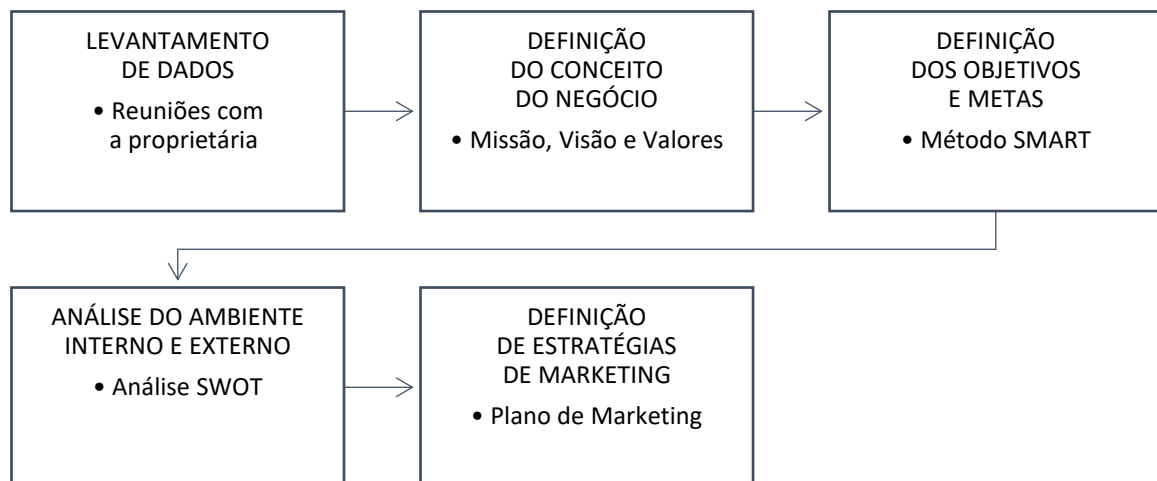 LEVANTAMENTO
DE DADOS
• Reuniões com
a proprietária
DEFINIÇÃO
DO CONCEITO
DO NEGÓCIO
• Missão, Visão e Valores
DEFINIÇÃO
DOS OBJETIVOS
E METAS
• Método SMART
ANÁLISE DO AMBIENTE
INTERNO E EXTERNO
• Análise SWOT
DEFINIÇÃO
DE ESTRATÉGIAS
DE MARKETING
• Plano de Marketing